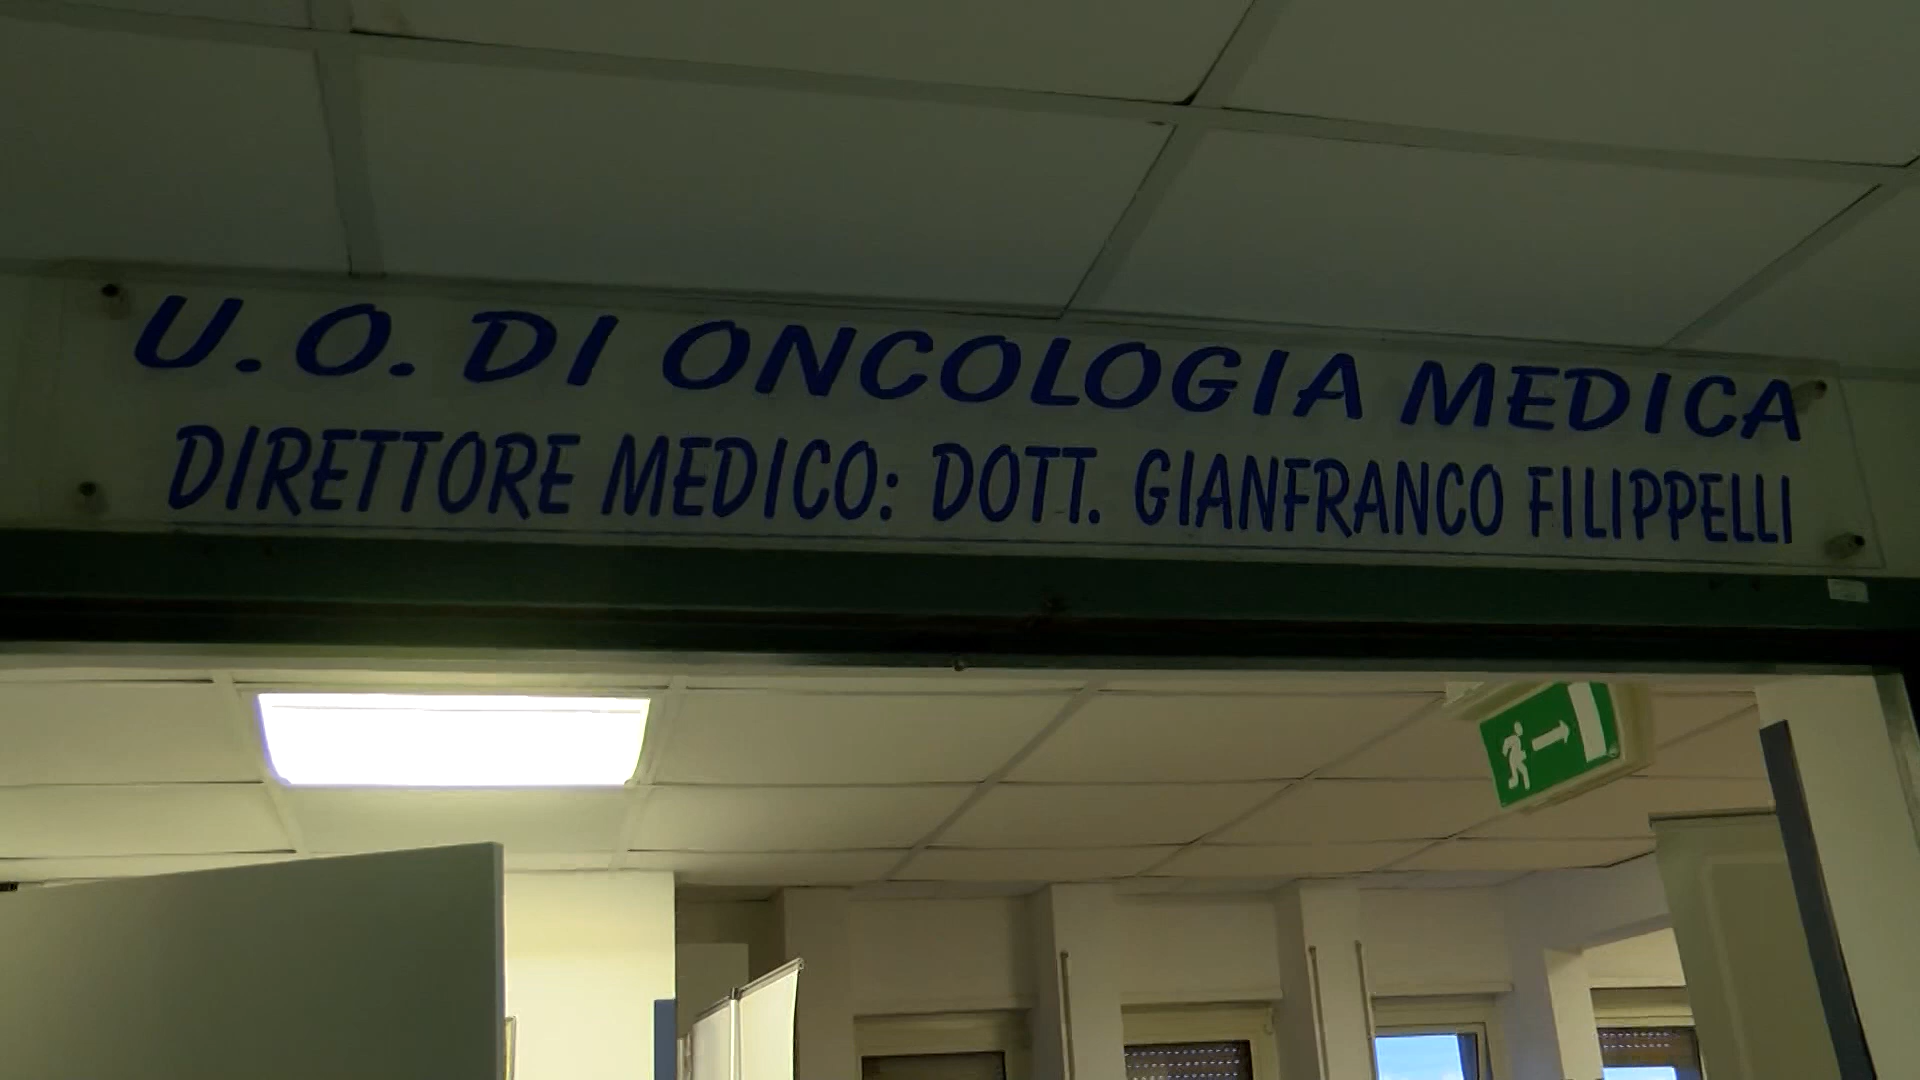 U.O. DI ONCOLOGIA MEDICA
DIRETTORE MEDICO: DOTT. GIANFRANCO FILIPPELLI